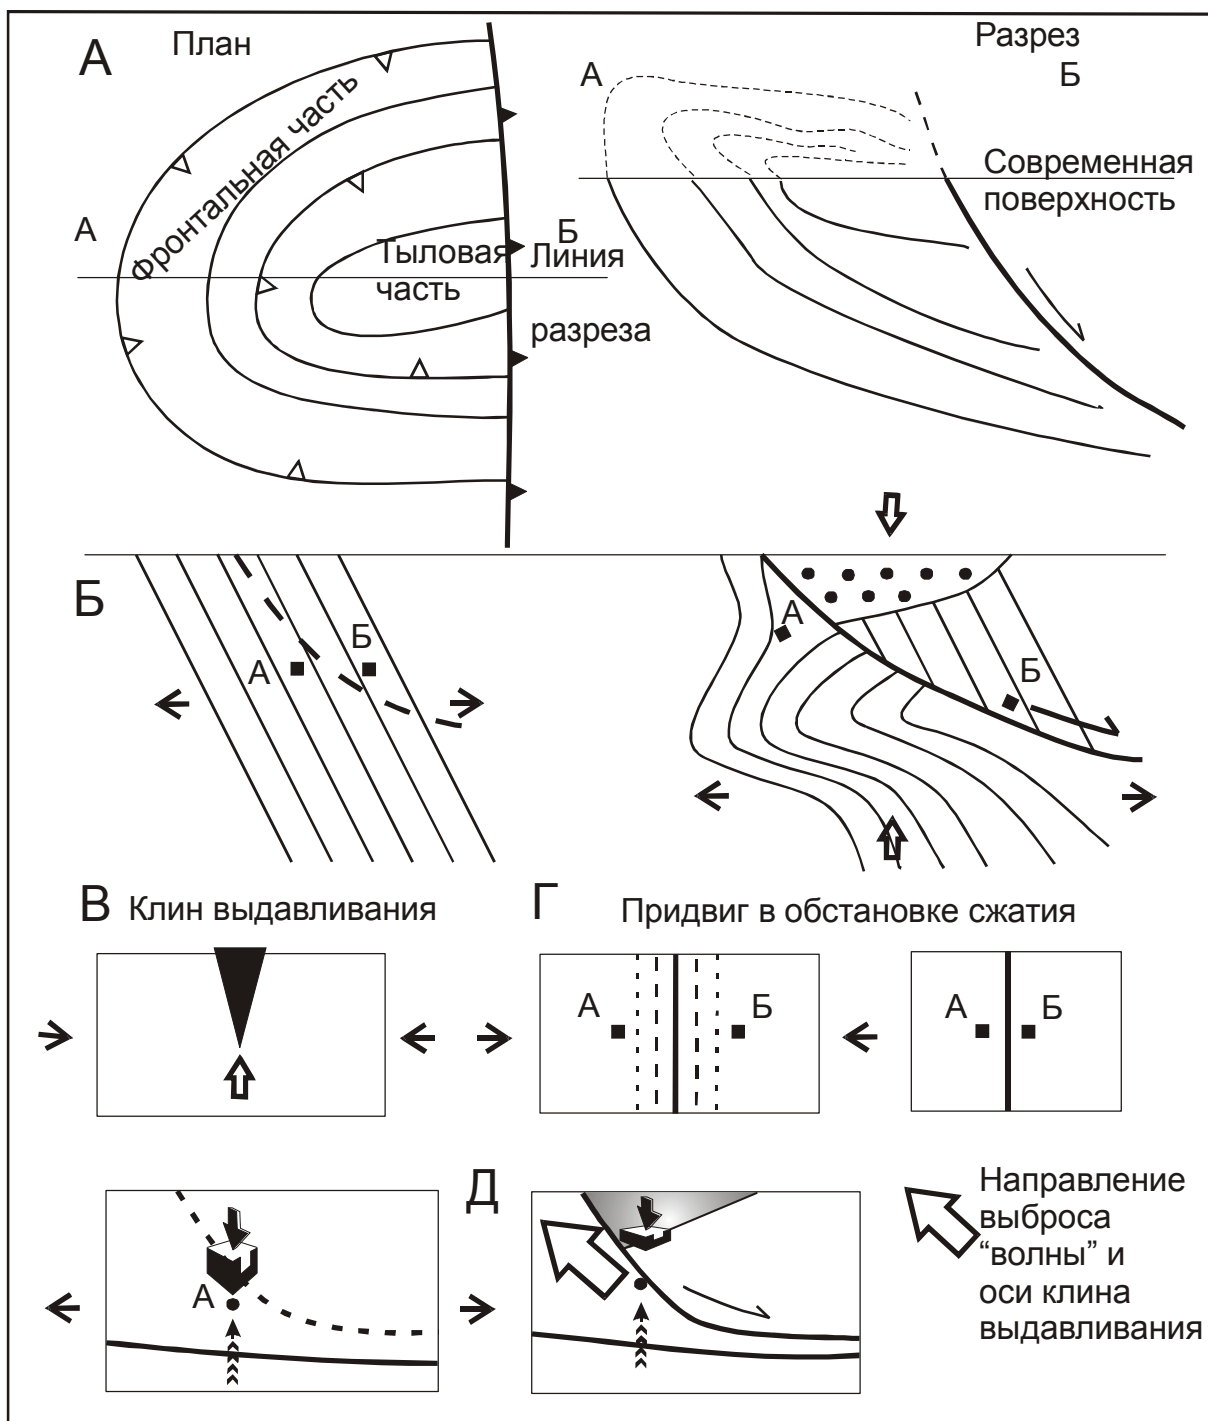 А
План
Фронтальная часть
А
Б
Тыловая
часть
Линия
разреза
Разрез
А
Б
Современная
поверхность
Б
А
Б
А
Б
В
Клин выдавливания
Г
Придвиг в обстановке сжатия
А
Б
А
Б
Д
А
Направление
выброса
“волны” и
оси клина
выдавливания